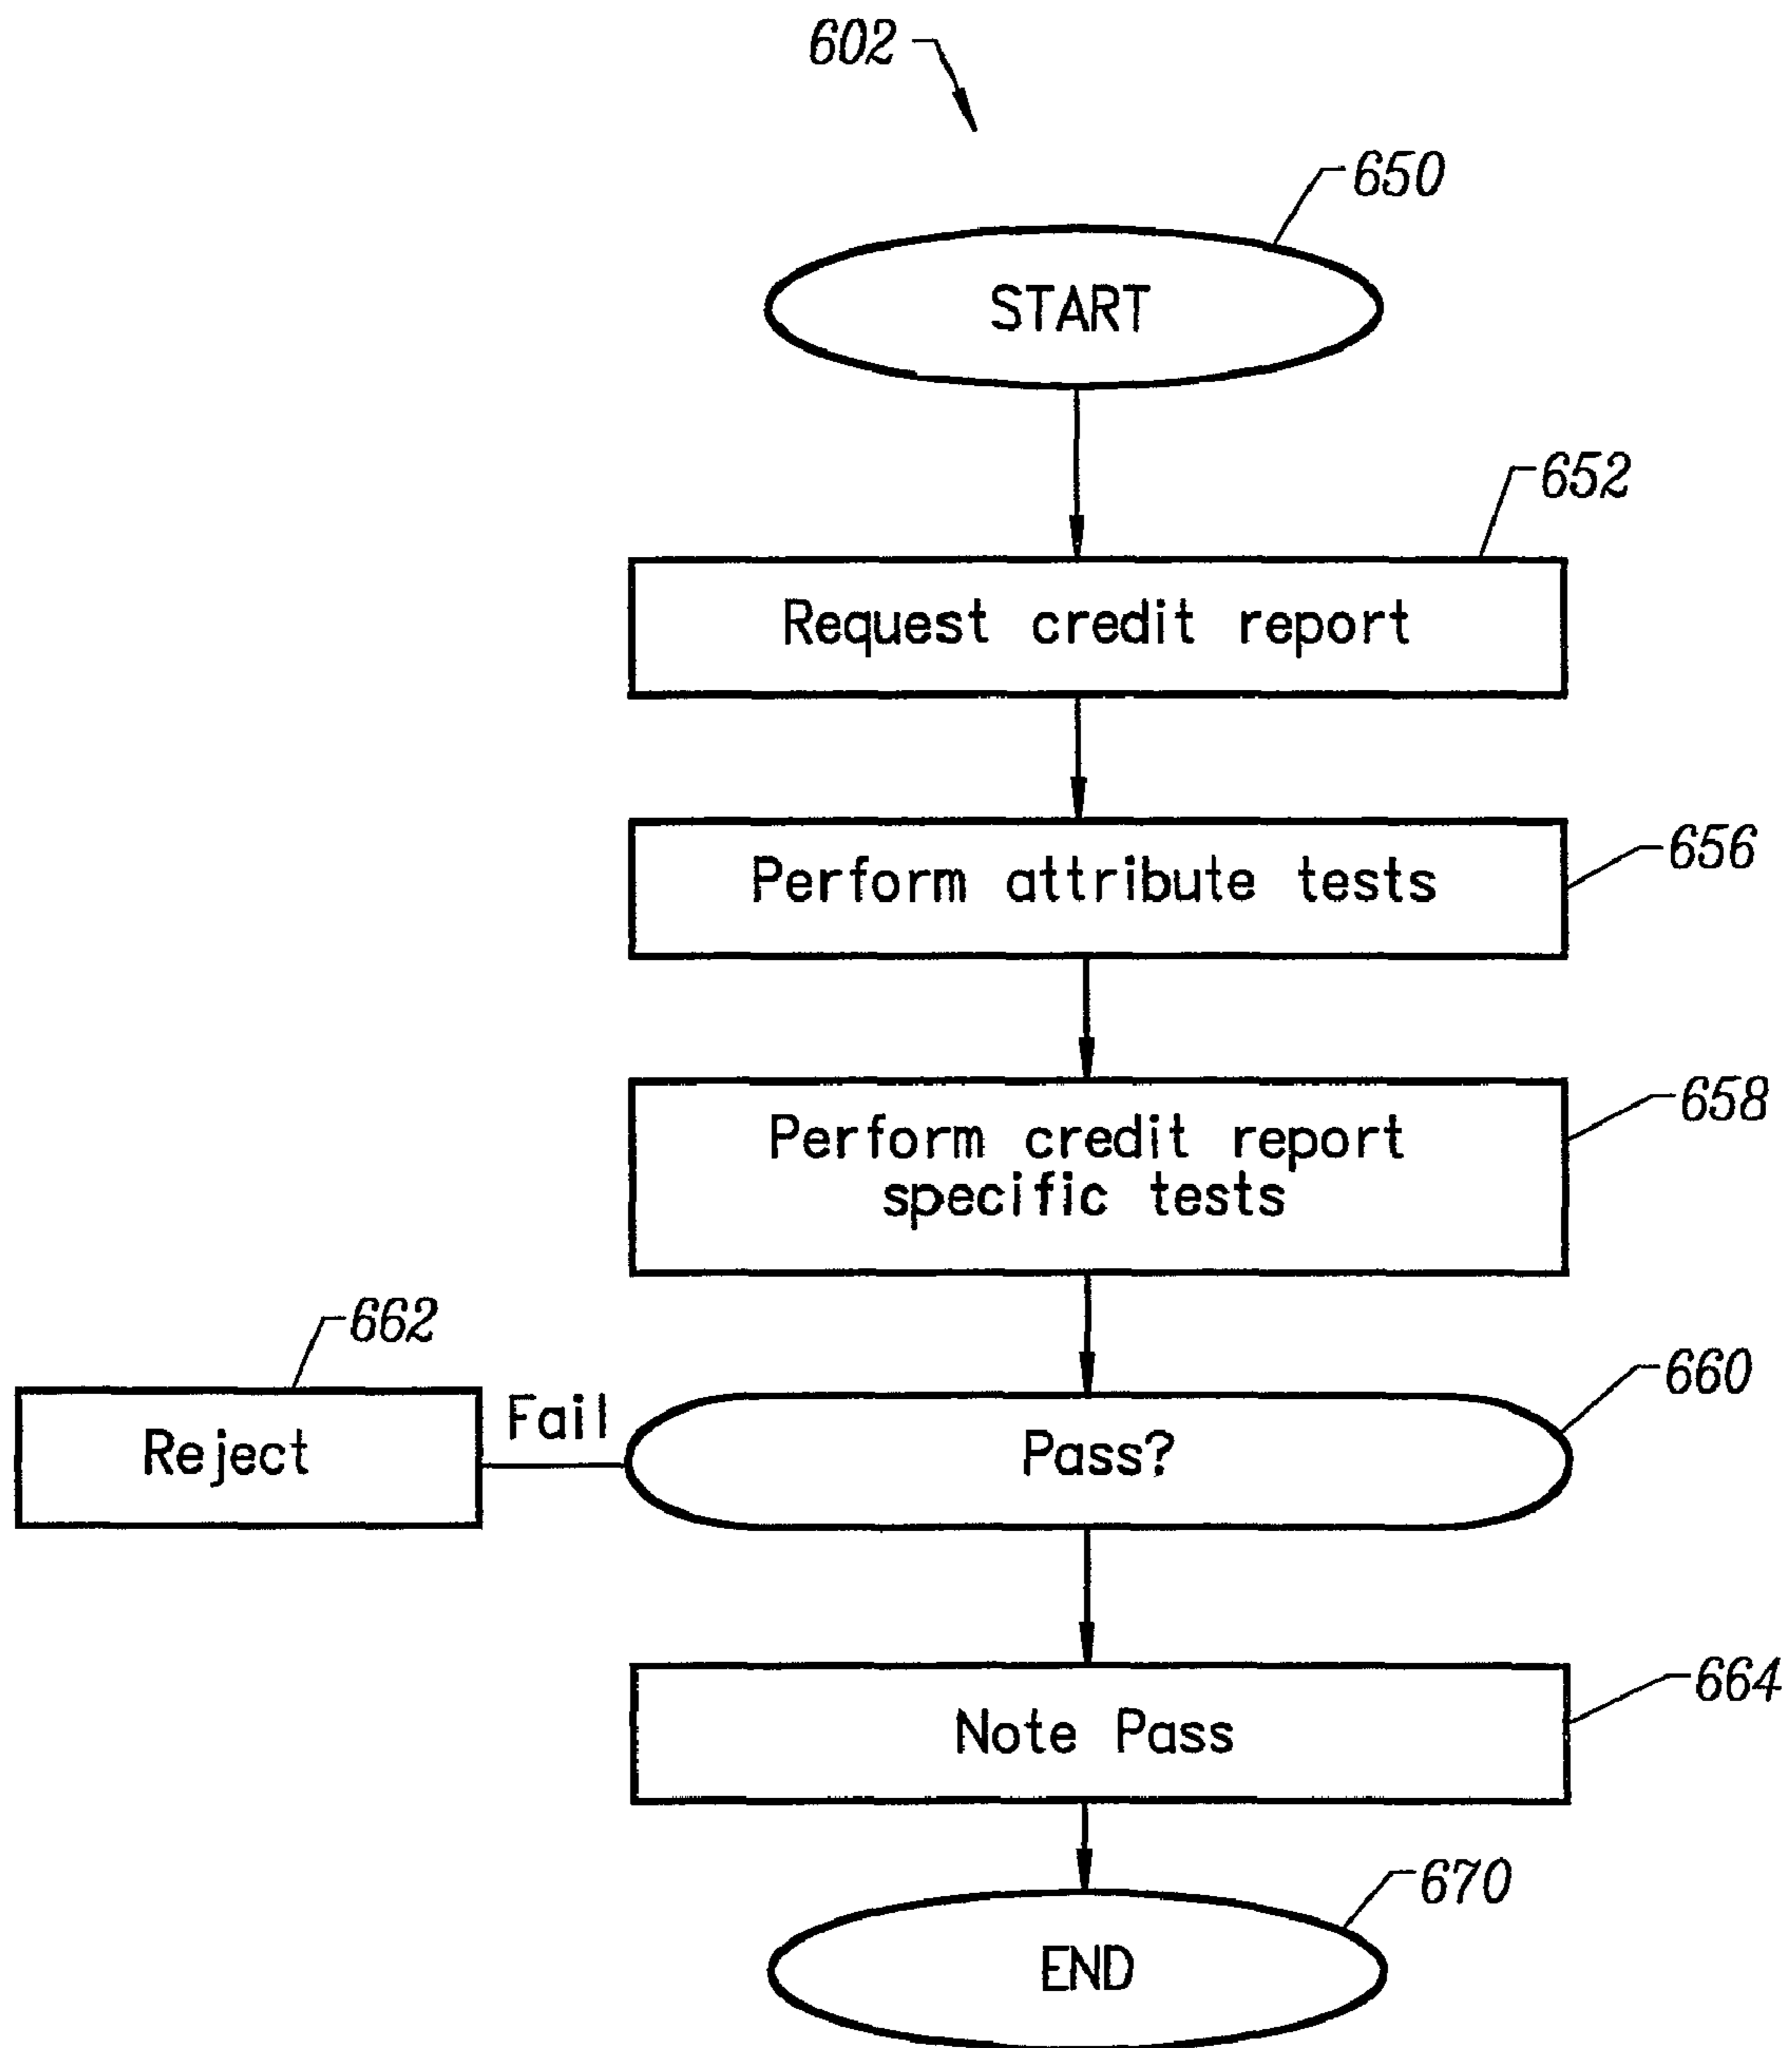 602
650
START
652
Request credit report
656
Perform attribute tests
658
Perform credit report
specific tests
662
660
Reject
Fail
Pass?
664
Note Pass
670
END